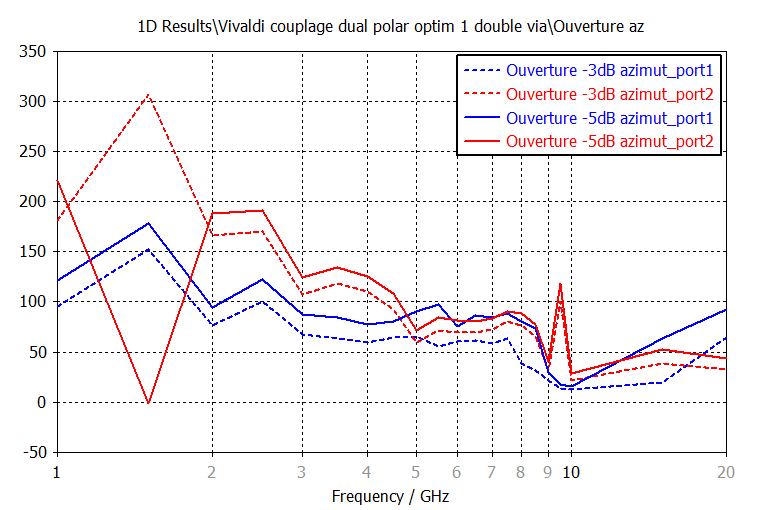 1D Results\Vivaldi couplage dual polar optim 1 double via\Ouverture az
350
300
250
200
150
100
50
0
-50
Ouverture -3dB azimut_port1
Ouverture -3dB azimut_port2
Ouverture -5dB azimut_port1
Ouverture -5dB azimut_port2
1 2 3 4 5 6 7 8 9 10 20
Frequency / GHz